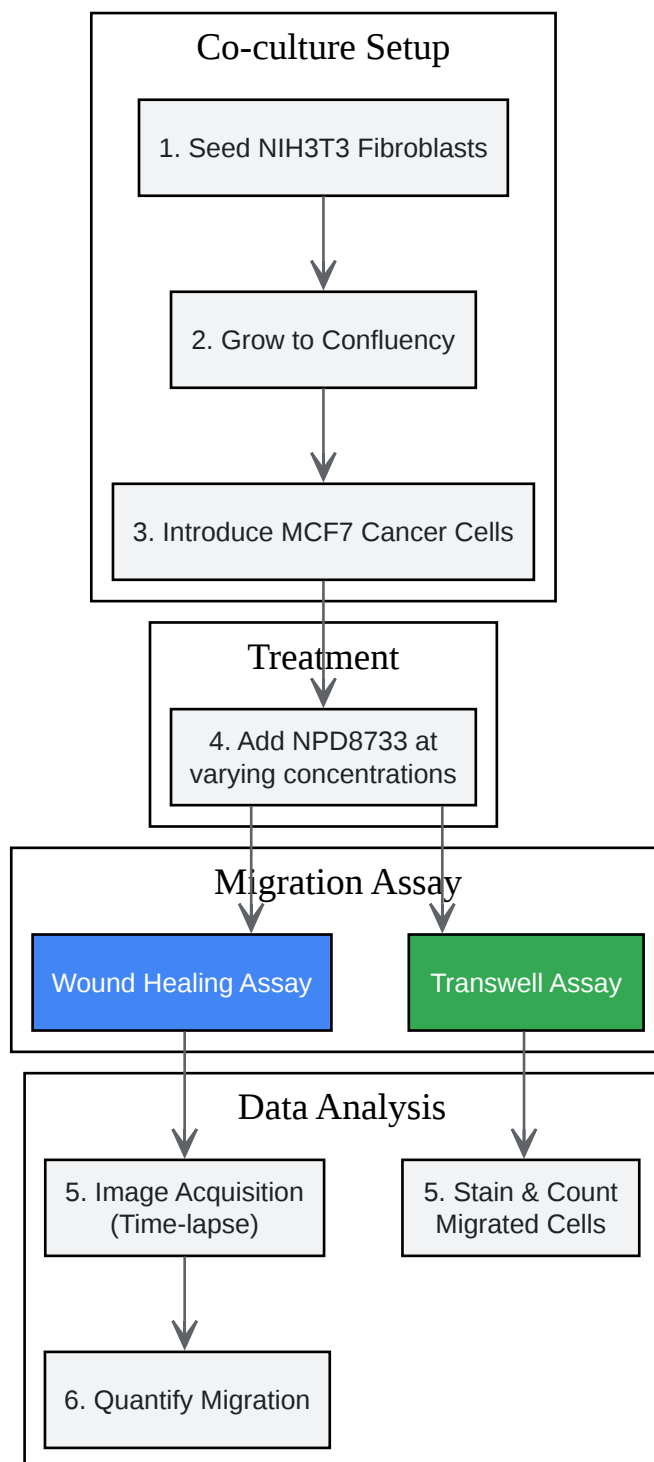 Co-culture Setup
1. Seed NIH3T3 Fibroblasts
2. Grow to Confluency
3. Introduce MCF7 Cancer Cells
Treatment
4. Add NPD8733 at
varying concentrations
Migration Assay
Wound Healing Assay
Transwell Assay
Data Analysis
5. Image Acquisition
(Time-lapse)
5. Stain & Count
Migrated Cells
6. Quantify Migration